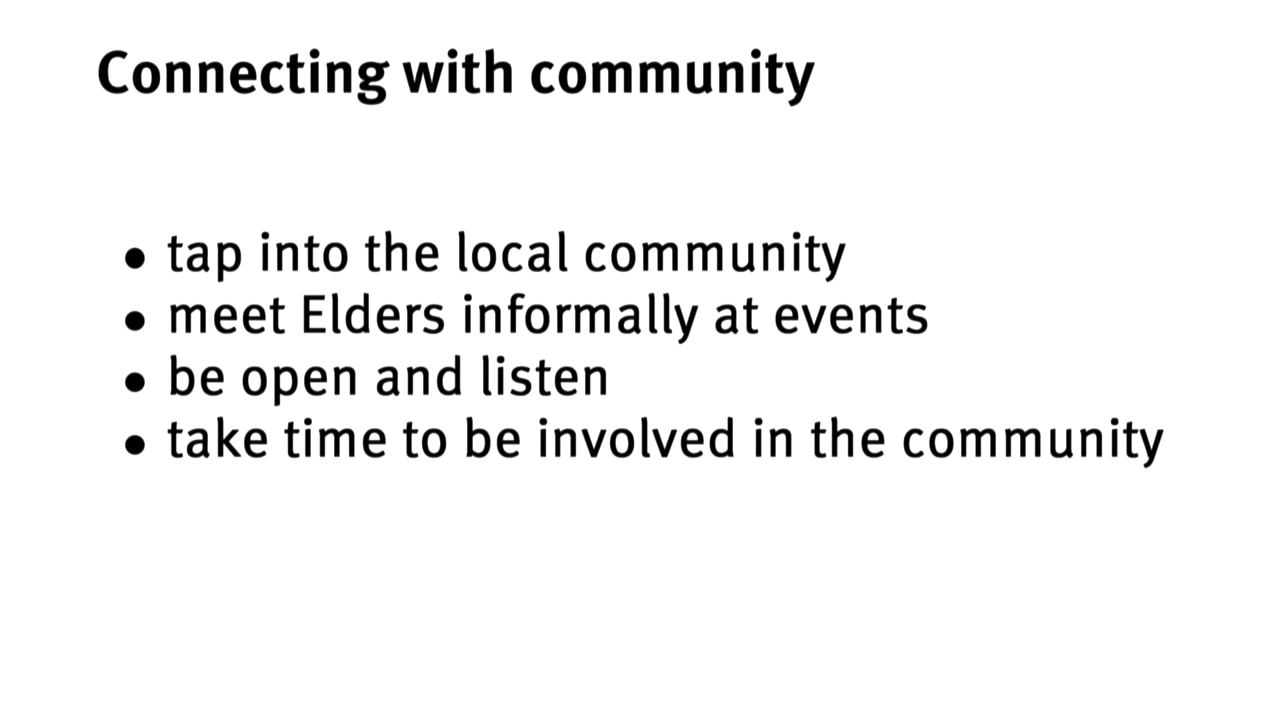 Connecting with community
• tap into the local community
• meet Elders informally at events
• be open and listen
• take time to be involved in the community